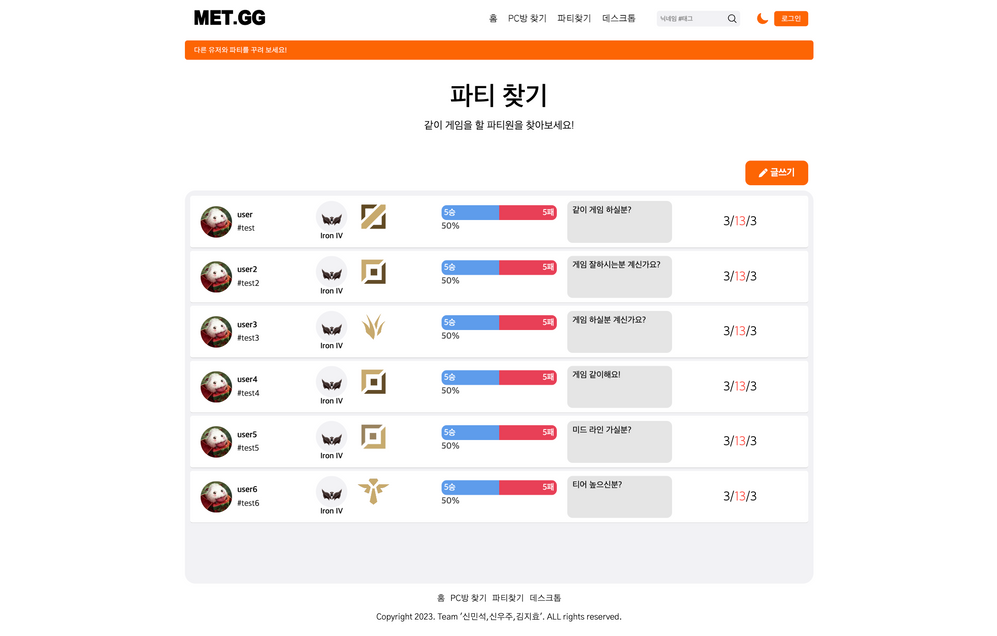 MET.GG
홈 PC방 찾기 파티찾기 데스크톱
닉네임 #태그
로그인
다른 유저와 파티를 꾸려 보세요!
파티 찾기
같이 게임을 할 파티원을 찾아보세요!
글쓰기
user
#test
Iron IV
5승 5패
50%
같이 게임 하실분?
3/13/3
user2
#test2
Iron IV
5승 5패
50%
게임 잘하시는분 계신가요?
3/13/3
user3
#test3
Iron IV
5승 5패
50%
게임 하실분 계신가요?
3/13/3
user4
#test4
Iron IV
5승 5패
50%
게임 같이해요!
3/13/3
user5
#test5
Iron IV
5승 5패
50%
미드 라인 가실분?
3/13/3
user6
#test6
Iron IV
5승 5패
50%
티어 높으신분?
3/13/3
홈 PC방 찾기 파티찾기 데스크톱
Copyright 2023. Team '신민석,신우주,김지효'. ALL rights reserved.